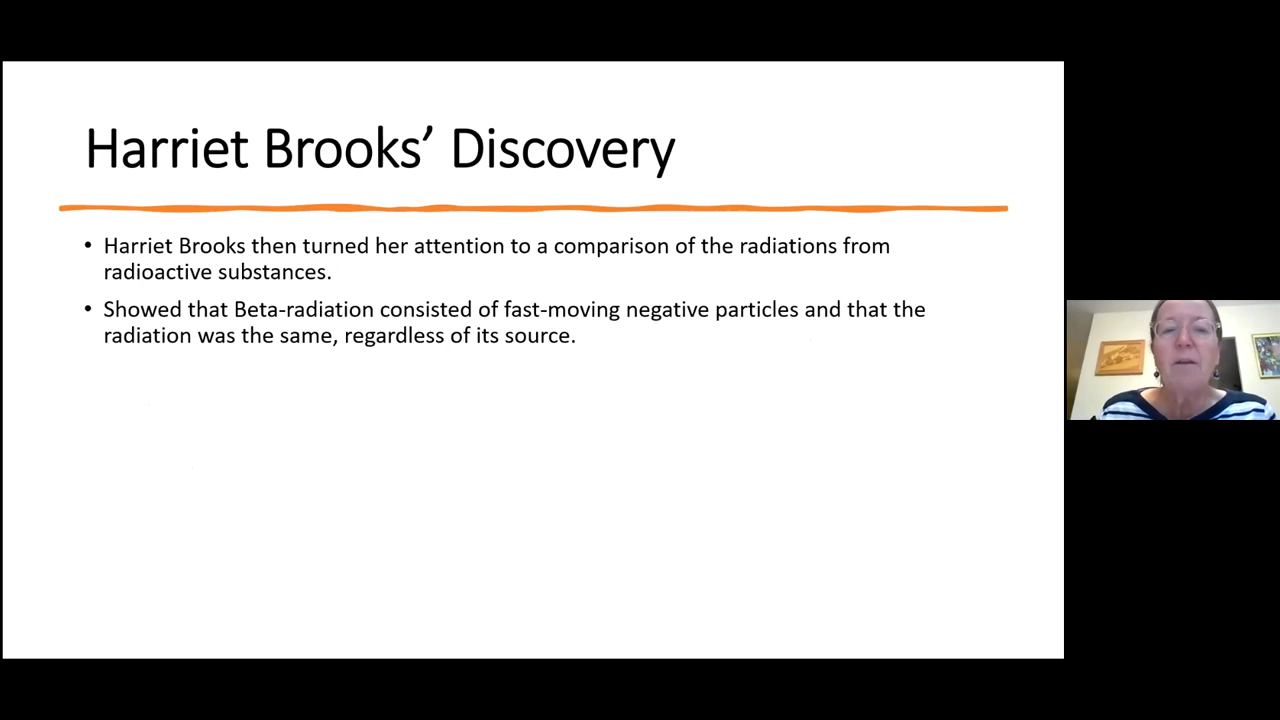 Harriet Brooks’ Discovery
• Harriet Brooks then turned her attention to a comparison of the radiations from
radioactive substances.
• Showed that Beta-radiation consisted of fast-moving negative particles and that the
radiation was the same, regardless of its source.